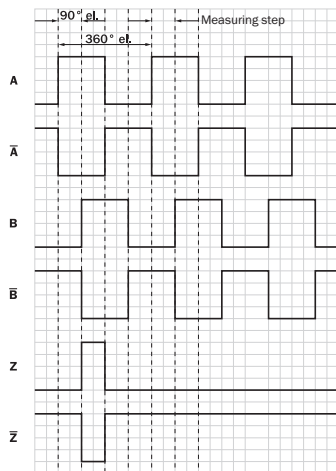 90° el.
Measuring step
360° el.
A
A̅
B
B̅
Z
Z̅